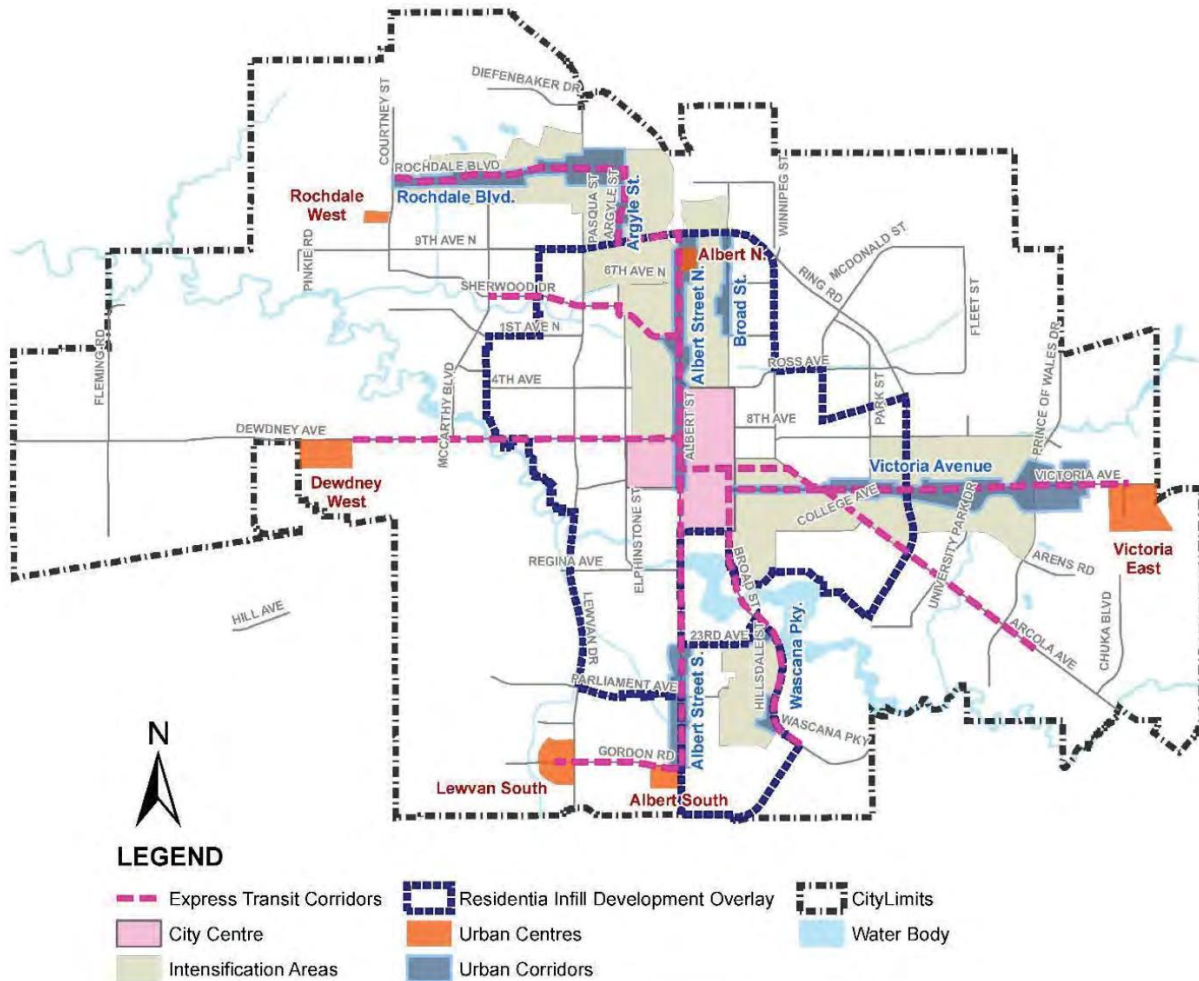 DIEFENBAKER DR
COURTNEY ST
ROCHDALE BLVD
Rochdale Blvd.
PASQUA ST
ARGYLE ST
Argyle St.
WINNIPEG ST
Rochdale
West
PINKIE RD
9TH AVE N
6TH AVE N
Albert N.
MCDONALD ST
RING RD
SHERWOOD DR
Albert Street N.
Broad St.
FLEET ST
FLEMING RD
1ST AVE N
ROSS AVE
PRINCE OF WALES DR
MCCARTHY BLVD
4TH AVE
ALBERT ST
8TH AVE
PARK ST
DEWDNEY AVE
Dewdney
West
Victoria Avenue
VICTORIA AVE
COLLEGE AVE
UNIVERSITY PARK DR
Victoria
East
ELPHINSTONE ST
REGINA AVE
BROAD ST
ARENS RD
HILL AVE
LEWVAN DR
23RD AVE
HILLSDALE ST
Wascana Pky.
ARCOLA AVE
CHUKA BLVD
PARLIAMENT AVE
Albert Street S.
WASCANA PKY
GORDON RD
Lewvan South
Albert South
N
LEGEND
Express Transit Corridors
Residentia Infill Development Overlay
CityLimits
City Centre
Urban Centres
Water Body
Intensification Areas
Urban Corridors